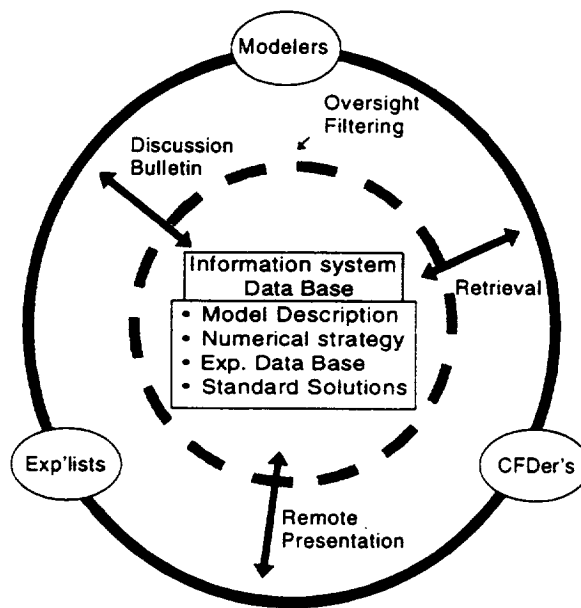 Modelers
Oversight
Filtering
Discussion
Bulletin
Information system
Data Base
Retrieval
• Model Description
• Numerical strategy
• Exp. Data Base
• Standard Solutions
Exp'lists
CFDer's
Remote
Presentation